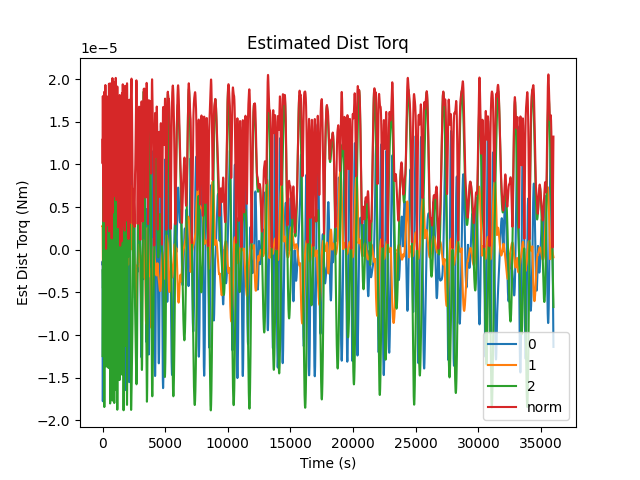 Estimated Dist Torq
1e−5
2.0
1.5
1.0
0.5
0.0
−0.5
−1.0
−1.5
−2.0
Est Dist Torq (Nm)
0
1
2
norm
0 5000 10000 15000 20000 25000 30000 35000
Time (s)